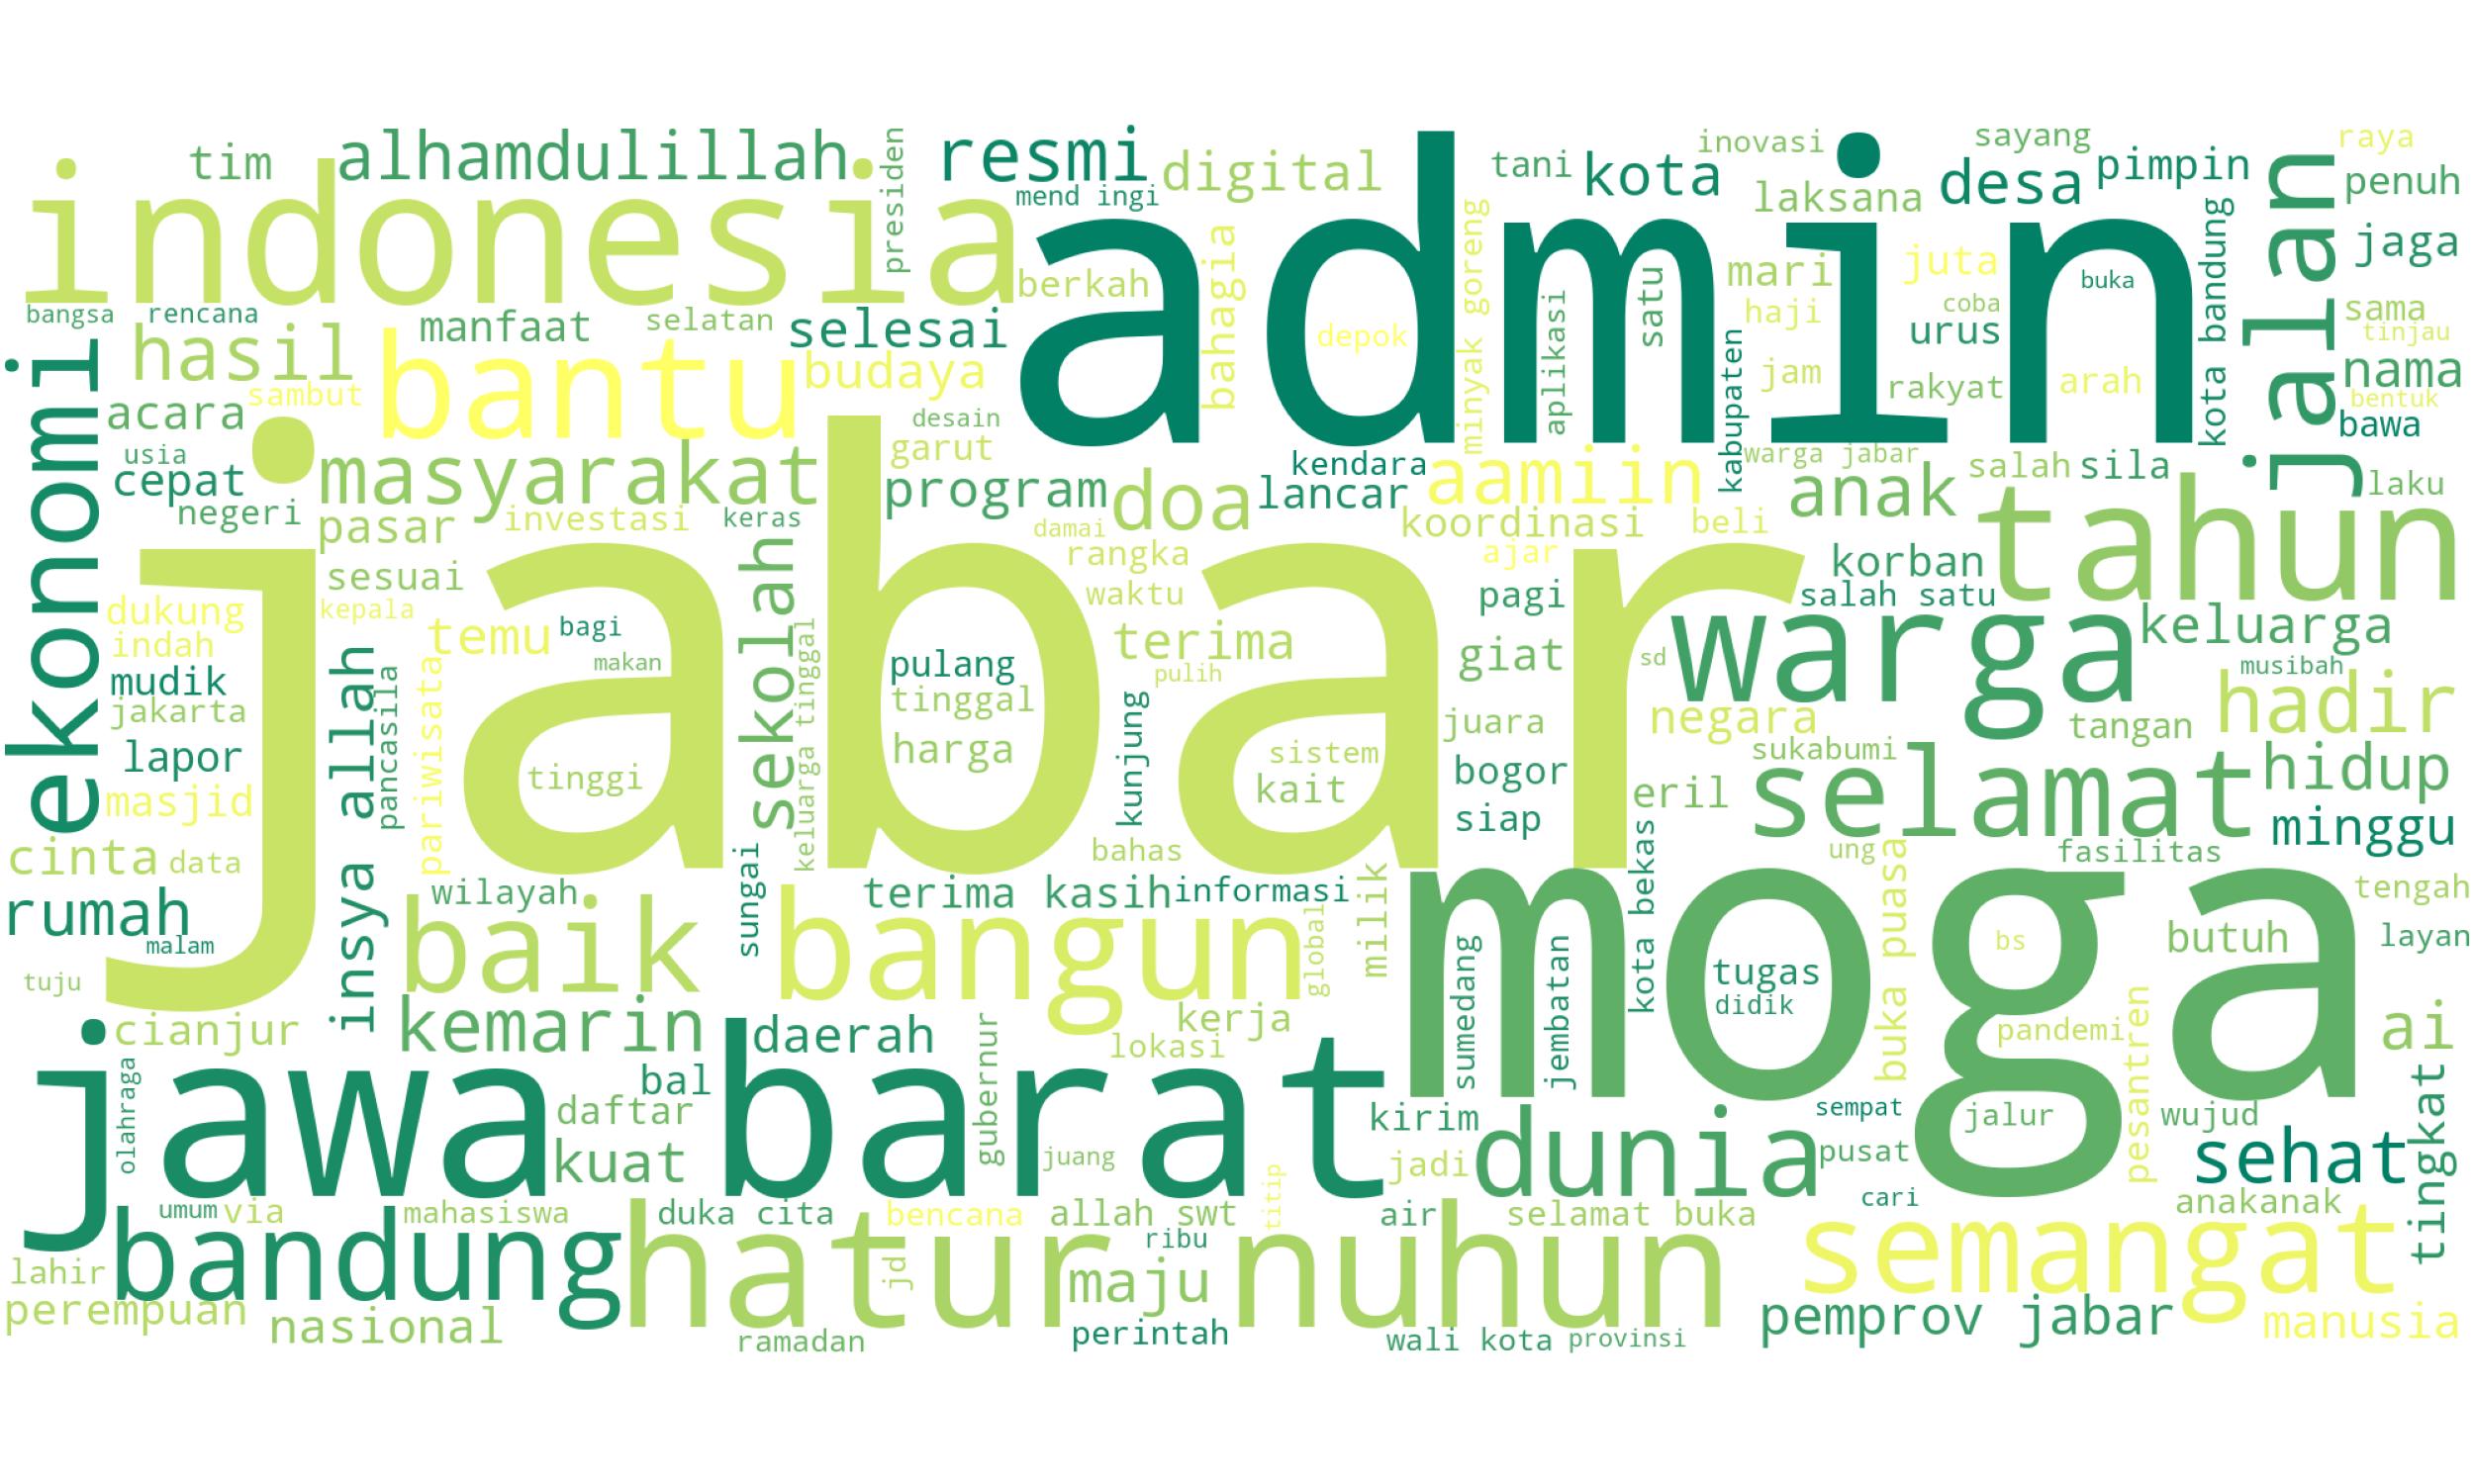 indonesia
admin
jabar
moga
jawa barat
hatur nuhun
bantu
bangun
tahun
warga
selamat
semangat
bandung
jalan
ekonomi
masyarakat
baik
dunia
tim
alhamdulillah
presiden
resmi
mend ingi
digital
tani
kota
inovasi
laksana
sayang
desa
pimpin
raya
penuh
jaga
kota bandung
bangsa
rencana
hasil
manfaat
selatan
selesai
budaya
berkah
bahagia
depok
minyak goreng
aplikasi
satu
mari
haji
jam
kabupaten
juta
coba
urus
rakyat
buka
arah
sama
tinjau
nama
bentuk
bawa
acara
sambut
usia
cepat
negeri
desain
garut
program
doa
kendara
lancar
aamiin
warga jabar
anak
salah
sila
laku
pasar
investasi
keras
damai
rangka
koordinasi
beli
ajar
korban
salah satu
keluarga
sesuai
dukung
indah
kepala
temu
bagi
makan
sekolah
keluarga tinggal
pulang
tinggal
harga
waktu
terima
pulih
pagi
giat
sd
musibah
hadir
mudik
jakarta
lapor
masjid
insya allah
pancasila
pariwisata
tinggi
kunjung
sistem
kait
juara
bogor
siap
negara
tangan
sukabumi
eril
hidup
minggu
cinta
data
rumah
malam
tuju
wilayah
sungai
bahas
terima kasih
informasi
global
milik
sumedang
jembatan
kota bekas
tugas
didik
ung
buka puasa
fasilitas
tengah
bs
butuh
layan
cianjur
kemarin
olahraga
bal
daftar
kuat
daerah
gubernur
juang
lokasi
kerja
kirim
jadi
pandemi
pesantren
ai
tingkat
sempat
jalur
wujud
pusat
sehat
cari
anakanak
umum
via
mahasiswa
duka cita
bencana
allah swt
titip
air
selamat buka
lahir
jd
ribu
maju
perempuan
nasional
ramadan
perintah
wali kota
provinsi
pemprov jabar
manusia